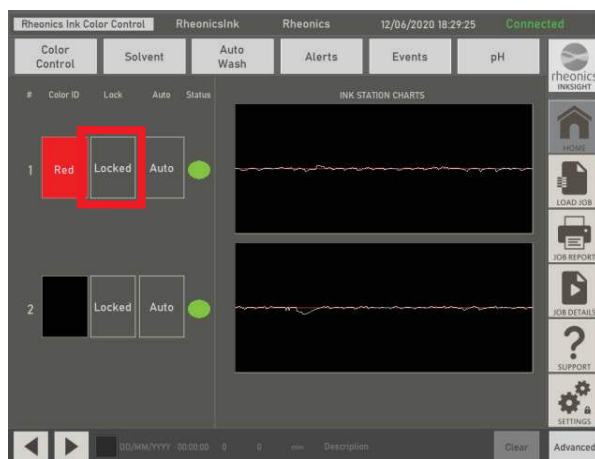 Rheonics Ink Color Control RheonicsInk Rheonics 12/06/2020 18:29:25 Connected
Color Control Solvent Auto Wash Alerts Events pH
rheonics
INKSIGHT
# Color ID Lock Auto Status INK STATION CHARTS
HOME
1 Red Locked Auto
LOAD JOB
JOB REPORT
2 Locked Auto
JOB DETAILS
SUPPORT
SETTINGS
DD/MM/YYYY 00:00:00 0 0 Description Clear Advanced